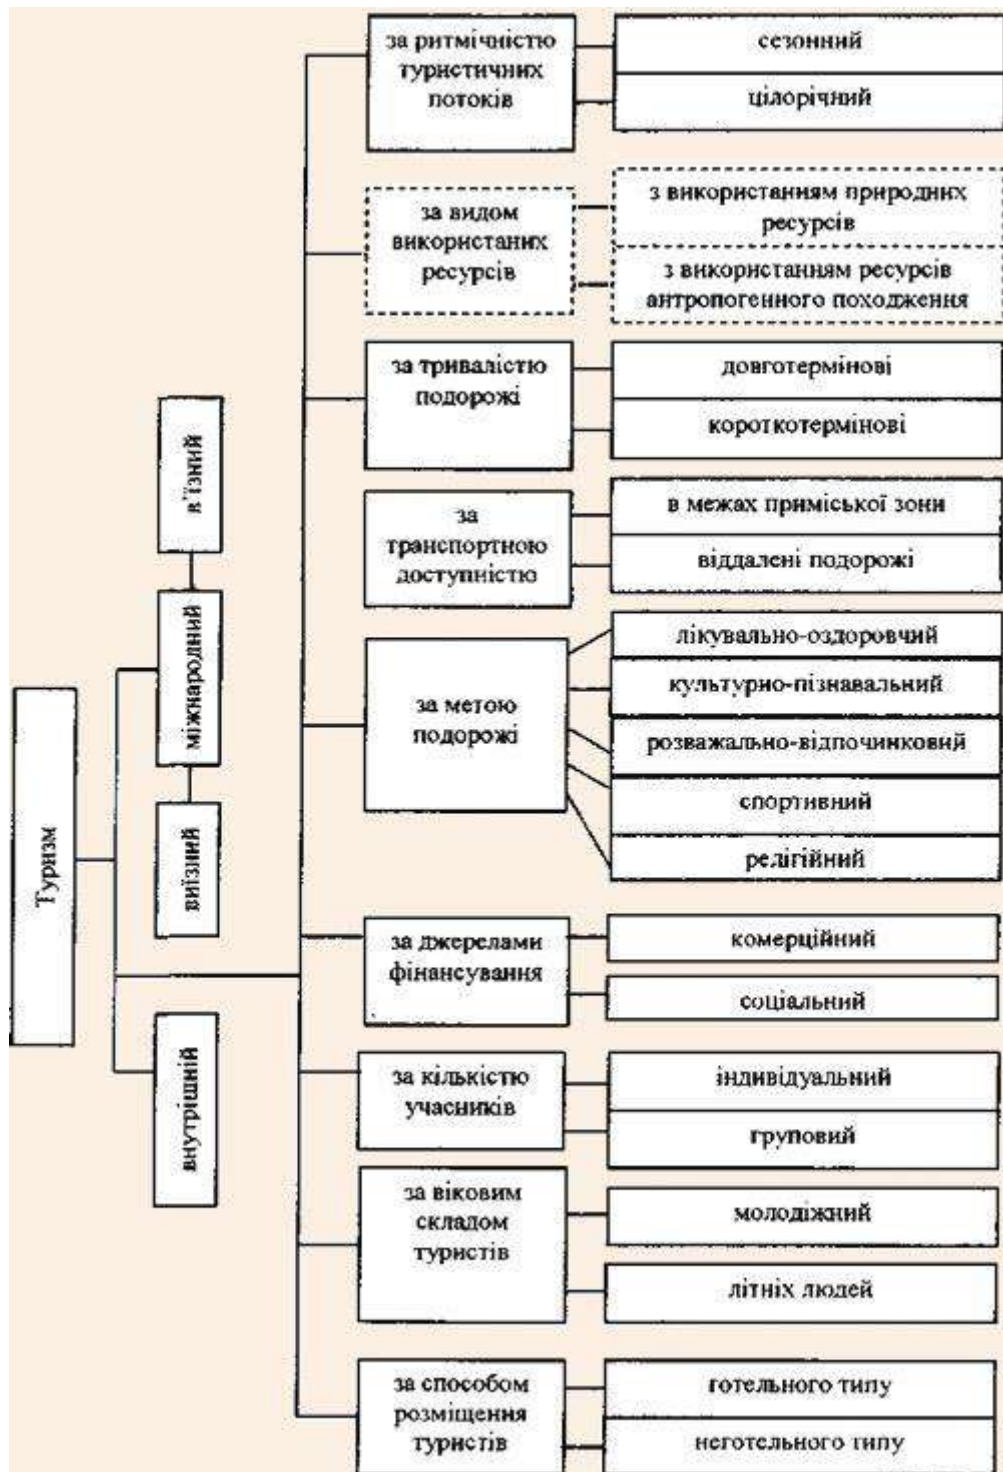 Туризм
в'їзний
міжнародний
виїзний
внутрішній
за ритмічністю
туристичних
потоків
сезонний
цілорічний
за видом
використаних
ресурсів
з використанням природних
ресурсів
з використанням ресурсів
антропогенного походження
за тривалістю
подорожі
довготермінові
короткотермінові
за
транспортною
доступністю
в межах приміської зони
віддалені подорожі
за метою
подорожі
лікувально-оздоровчий
культурно-пізнавальний
розважально-відпочинковий
спортивний
релігійний
за джерелами
фінансування
комерційний
соціальний
за кількістю
учасників
індивідуальний
груповий
за віковим
складом
туристів
молодіжний
літніх людей
за способом
розміщення
туристів
готельного типу
неготельного типу